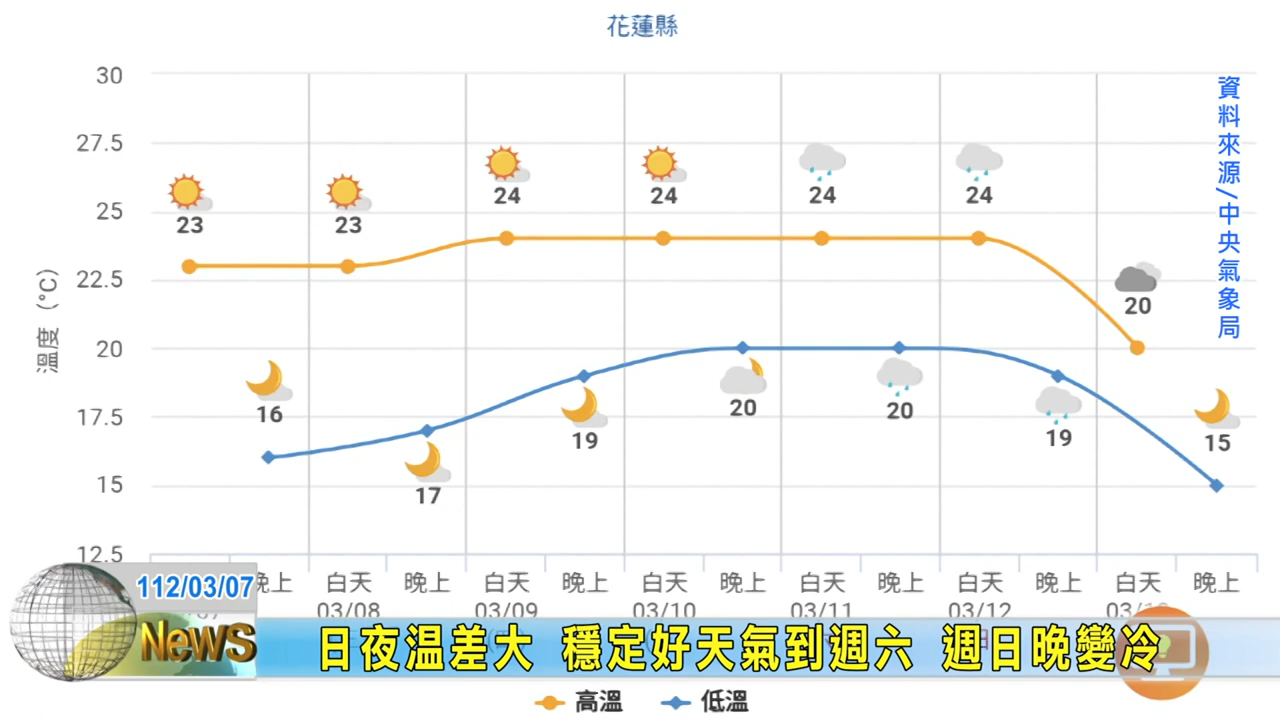 花蓮縣
資料來源/中央氣象局
溫度 (°C)
30
27.5
25
22.5
20
17.5
15
12.5
23
23
24
24
24
24
20
16
17
19
20
20
19
15
晚上 白天 晚上 白天 晚上 白天 晚上 白天 晚上 白天 晚上 白天 晚上
03/08 03/09 03/10 03/11 03/12
112/03/07
NewS
日夜温差大 穩定好天氣到週六 週日晚變冷
高溫 低溫